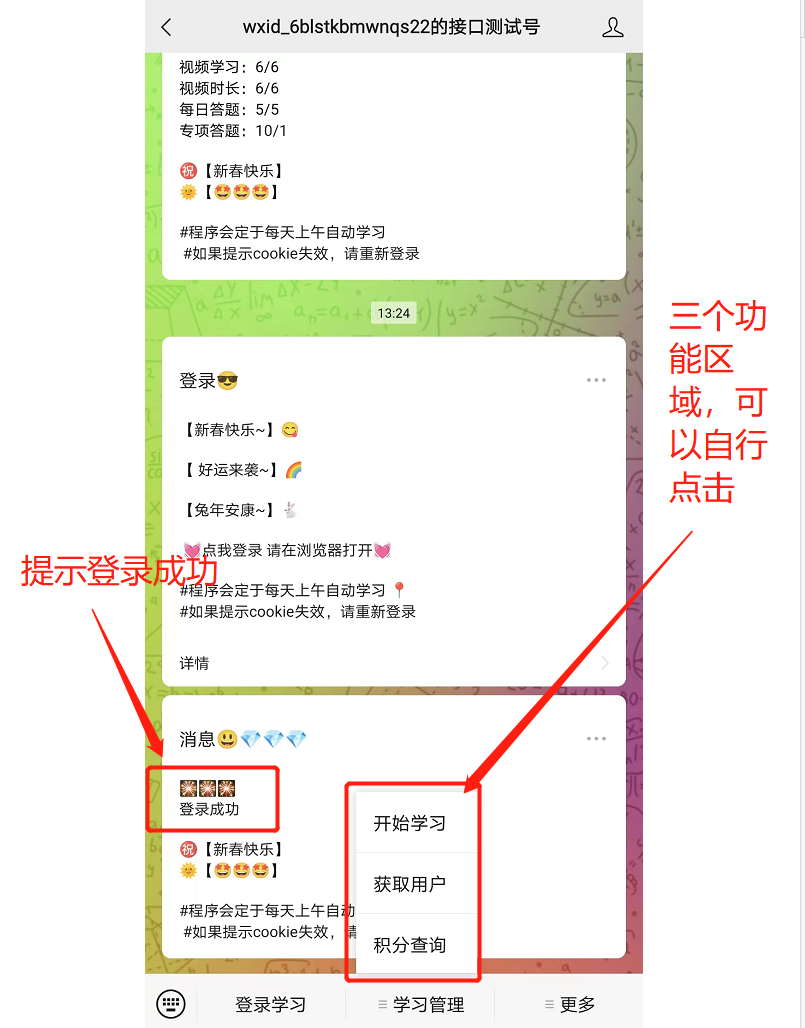 wxid_6blstkbmwnqs22的接口测试号
视频学习：6/6
视频时长：6/6
每日答题：5/5
专项答题：10/1
㊗️【新春快乐】
🌞【🤩🤩🤩】
#程序会定于每天上午自动学习
#如果提示cookie失效，请重新登录
13:24
登录😎
【新春快乐~】😋
【 好运来袭~】🌈
【兔年安康~】🐇
💓点我登录 请在浏览器打开💓
#程序会定于每天上午自动学习 📍
#如果提示cookie失效，请重新登录
详情
消息😃💎💎💎
🎇🎇🎇
登录成功
㊗️【新春快乐】
🌞【🤩🤩🤩】
#程序会定于每天上午自动
#如果提示cookie失效，请
开始学习
获取用户
积分查询
登录学习
学习管理
更多
提示登录成功
三个功
能区
域，可
以自行
点击